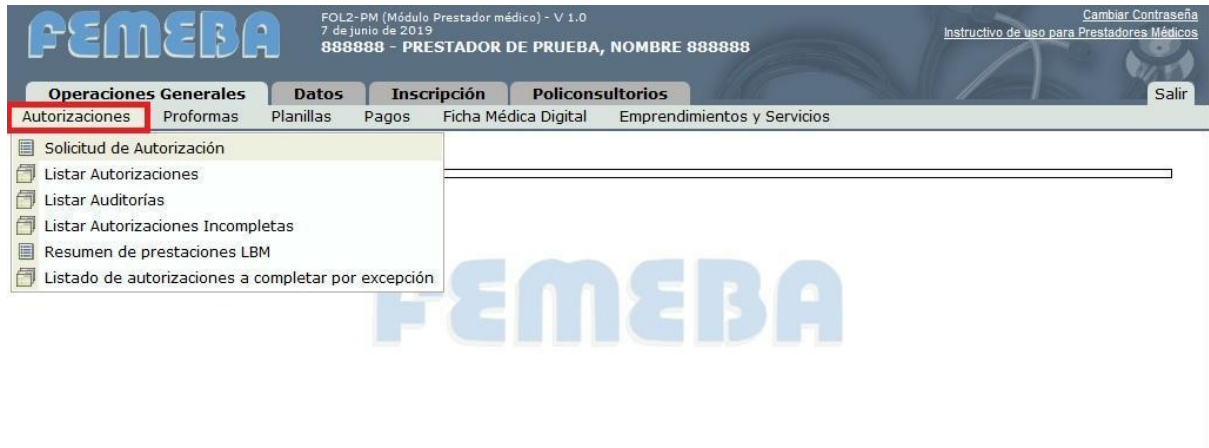 FEMEBA
FOL2-PM (Módulo Prestador médico) - V 1.0
7 de junio de 2019
888888 - PRESTADOR DE PRUEBA, NOMBRE 888888
Cambiar Contraseña
Instructivo de uso para Prestadores Médicos
Operaciones Generales Datos Inscripción Policonsultorios Salir
Autorizaciones Proformas Planillas Pagos Ficha Médica Digital Emprendimientos y Servicios
Solicitud de Autorización
Listar Autorizaciones
Listar Auditorías
Listar Autorizaciones Incompletas
Resumen de prestaciones LBM
Listado de autorizaciones a completar por excepción
FEMEBA